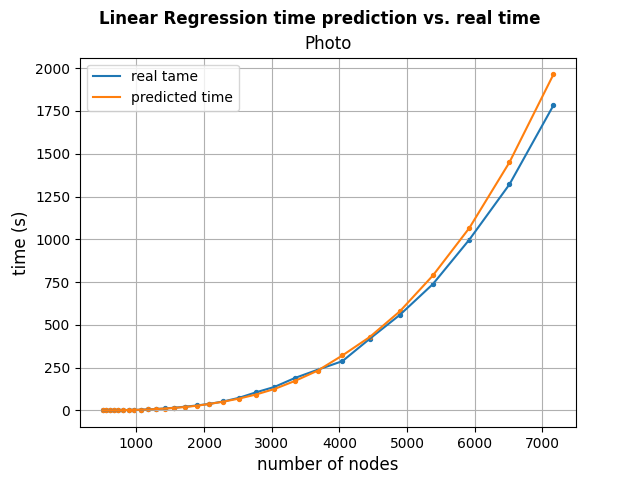 Linear Regression time prediction vs. real time
Photo
real tame
predicted time
2000
1750
1500
1250
1000
750
500
250
0
time (s)
1000 2000 3000 4000 5000 6000 7000
number of nodes